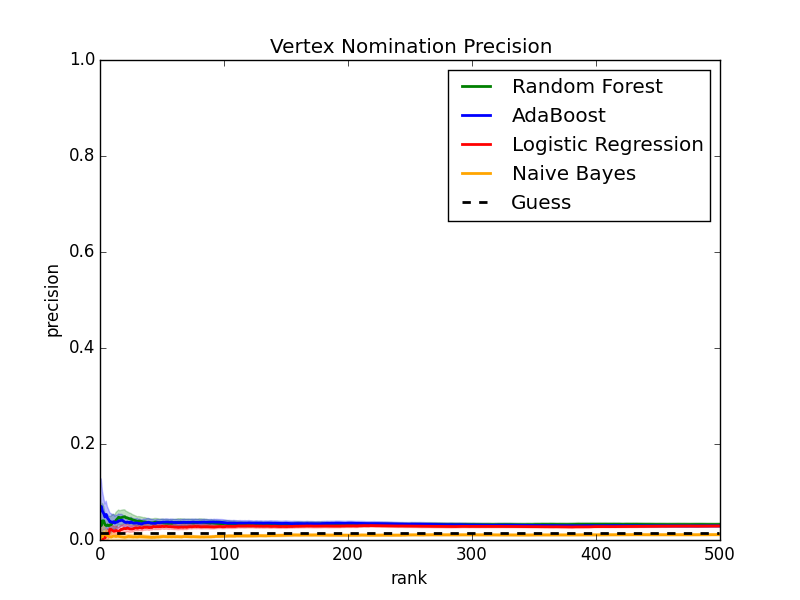 Vertex Nomination Precision
1.0
0.8
0.6
0.4
0.2
0.0
precision
Random Forest
AdaBoost
Logistic Regression
Naive Bayes
Guess
0 100 200 300 400 500
rank